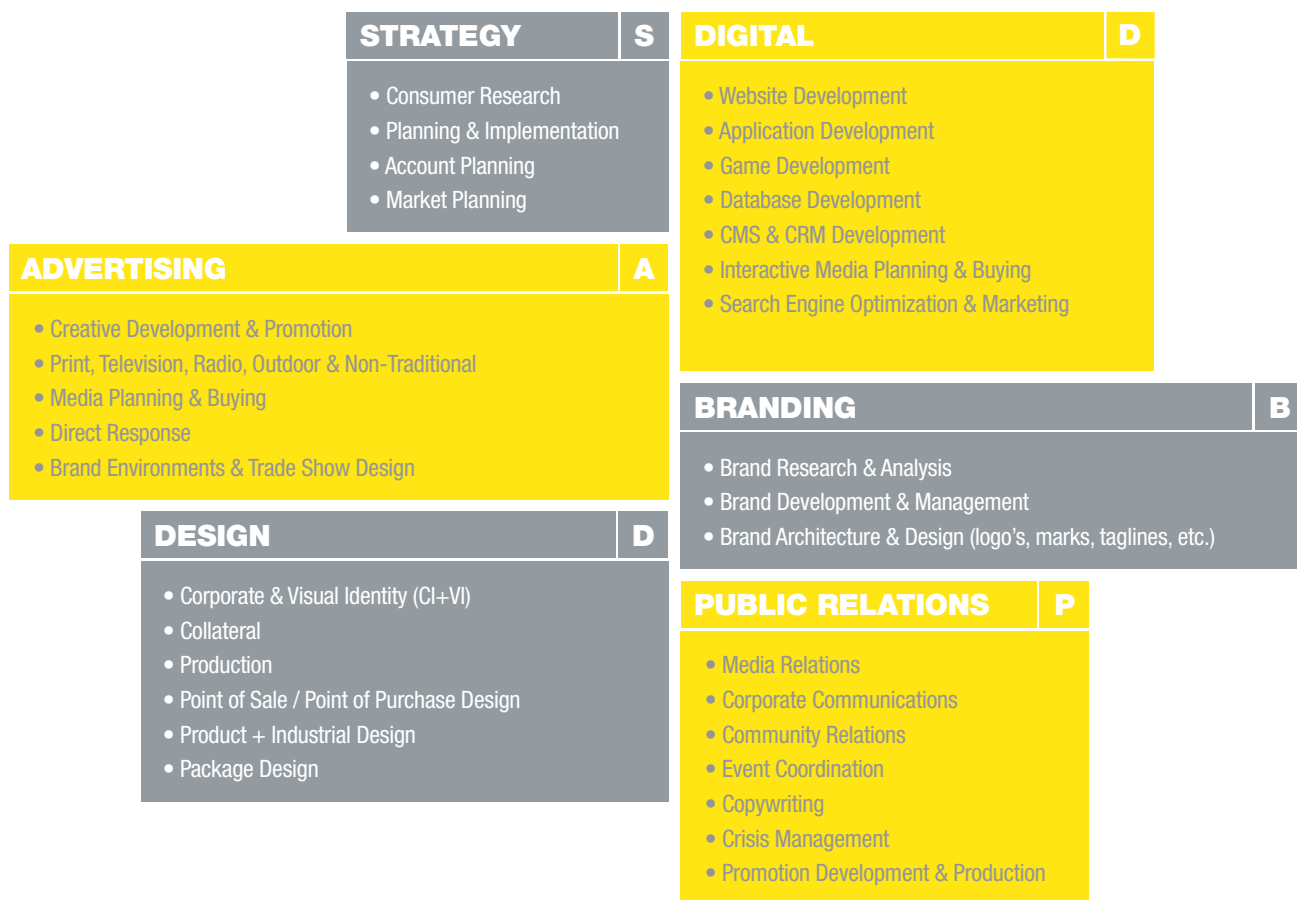 STRATEGY S
• Consumer Research
• Planning & Implementation
• Account Planning
• Market Planning
DIGITAL D
• Website Development
• Application Development
• Game Development
• Database Development
• CMS & CRM Development
• Interactive Media Planning & Buying
• Search Engine Optimization & Marketing
ADVERTISING A
• Creative Development & Promotion
• Print, Television, Radio, Outdoor & Non-Traditional
• Media Planning & Buying
• Direct Response
• Brand Environments & Trade Show Design
BRANDING B
• Brand Research & Analysis
• Brand Development & Management
• Brand Architecture & Design (logo's, marks, taglines, etc.)
DESIGN D
• Corporate & Visual Identity (CI+VI)
• Collateral
• Production
• Point of Sale / Point of Purchase Design
• Product + Industrial Design
• Package Design
PUBLIC RELATIONS P
• Media Relations
• Corporate Communications
• Community Relations
• Event Coordination
• Copywriting
• Crisis Management
• Promotion Development & Production